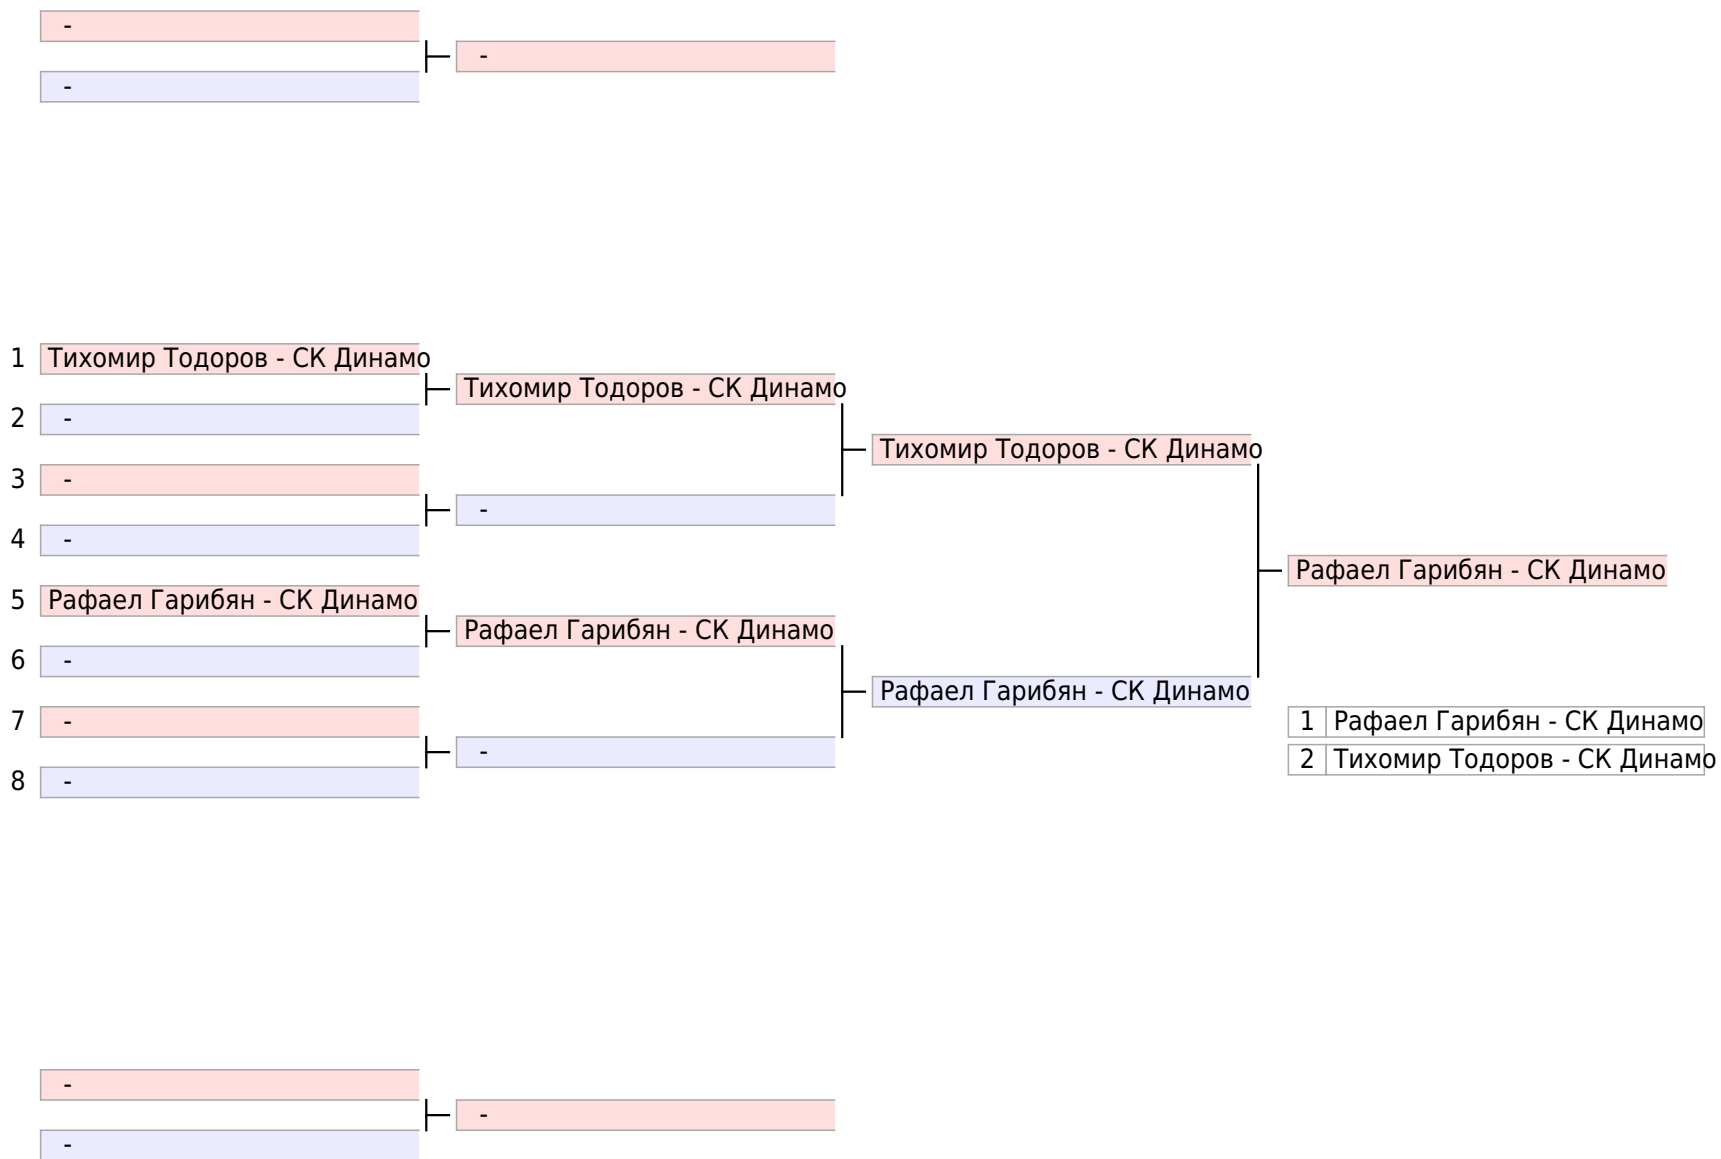 -
-
-
1 Тихомир Тодоров - СК Динамо
Тихомир Тодоров - СК Динамо
2 -
Тихомир Тодоров - СК Динамо
3 -
-
4 -
Рафаел Гарибян - СК Динамо
5 Рафаел Гарибян - СК Динамо
Рафаел Гарибян - СК Динамо
6 -
Рафаел Гарибян - СК Динамо
7 -
1 Рафаел Гарибян - СК Динамо
-
2 Тихомир Тодоров - СК Динамо
8 -
-
-
-